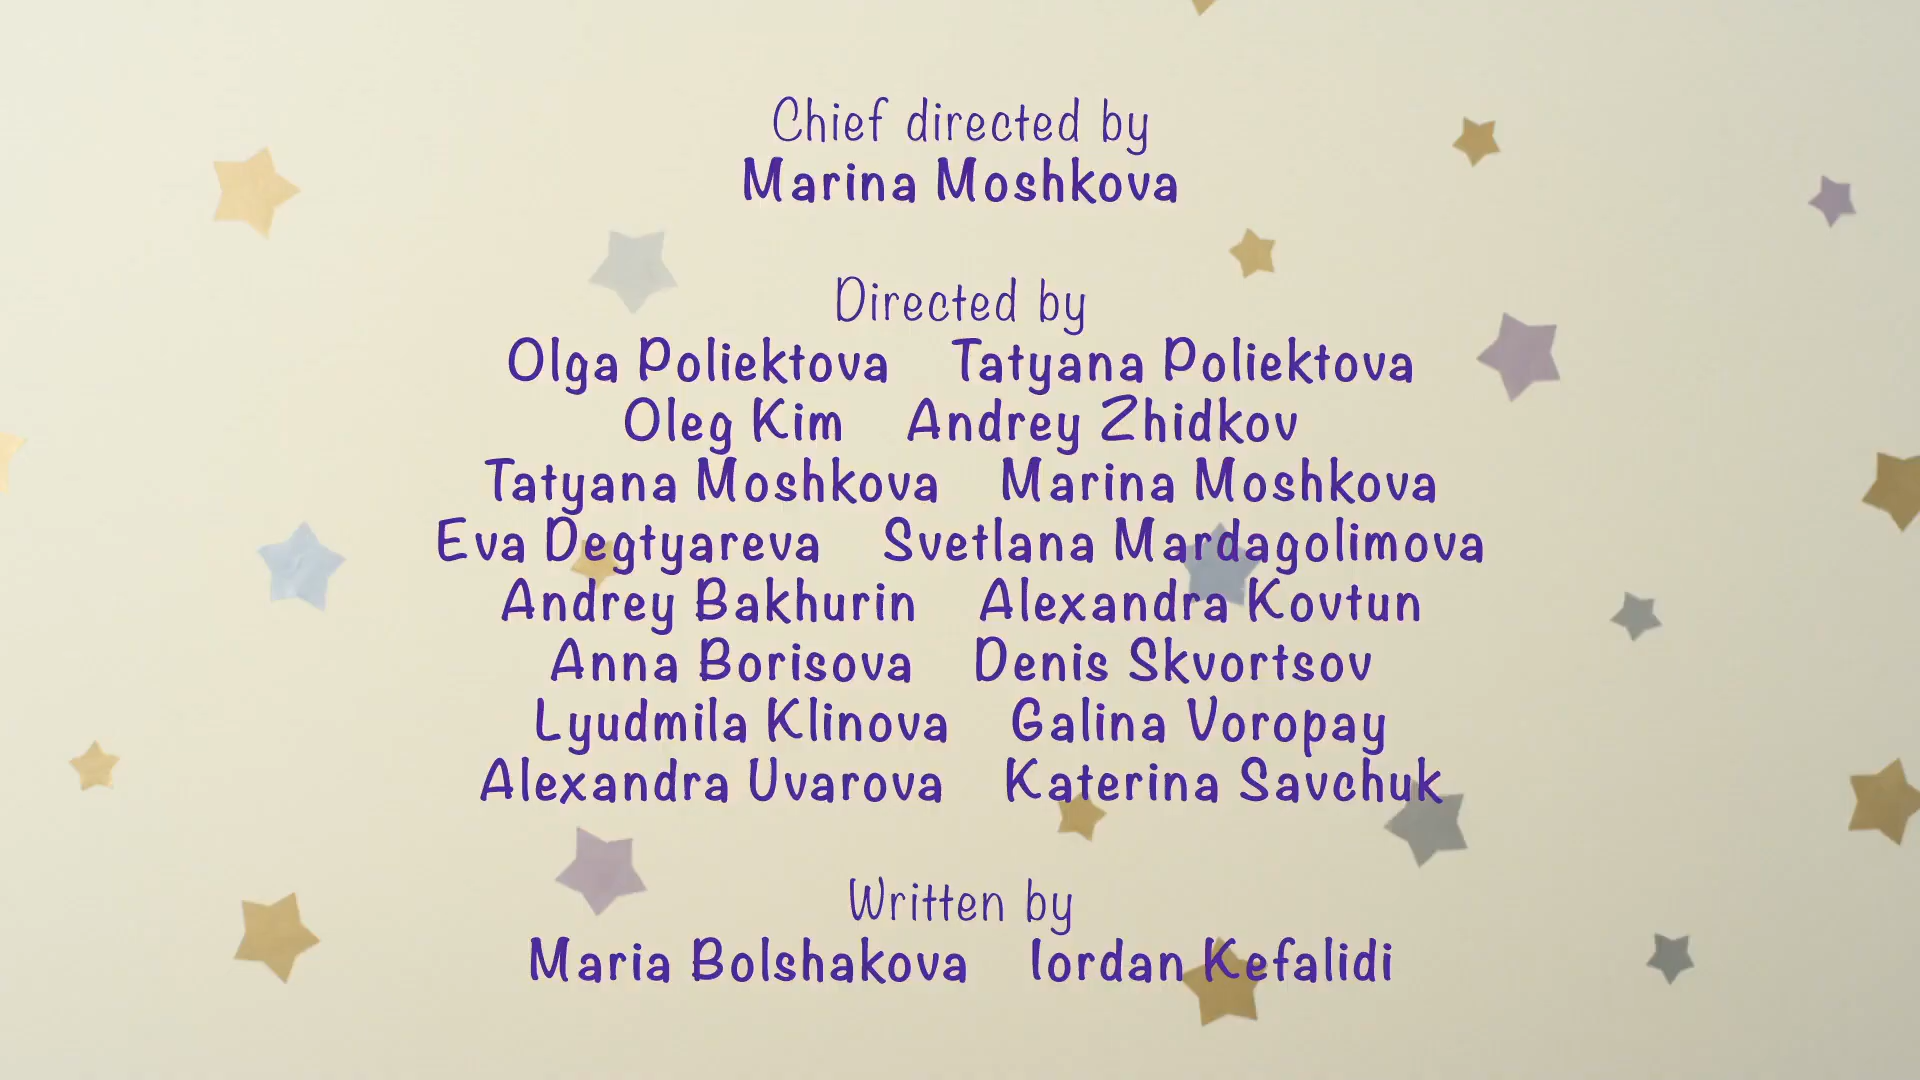 Chief directed by
Marina Moshkova
Directed by
Olga Poliektova Tatyana Poliektova
Oleg Kim Andrey Zhidkov
Tatyana Moshkova Marina Moshkova
Eva Degtyareva Svetlana Mardagolimova
Andrey Bakhurin Alexandra Kovtun
Anna Borisova Denis Skvortsov
Lyudmila Klinova Galina Voropay
Alexandra Uvarova Katerina Savchuk
Written by
Maria Bolshakova Iordan Kefalidi